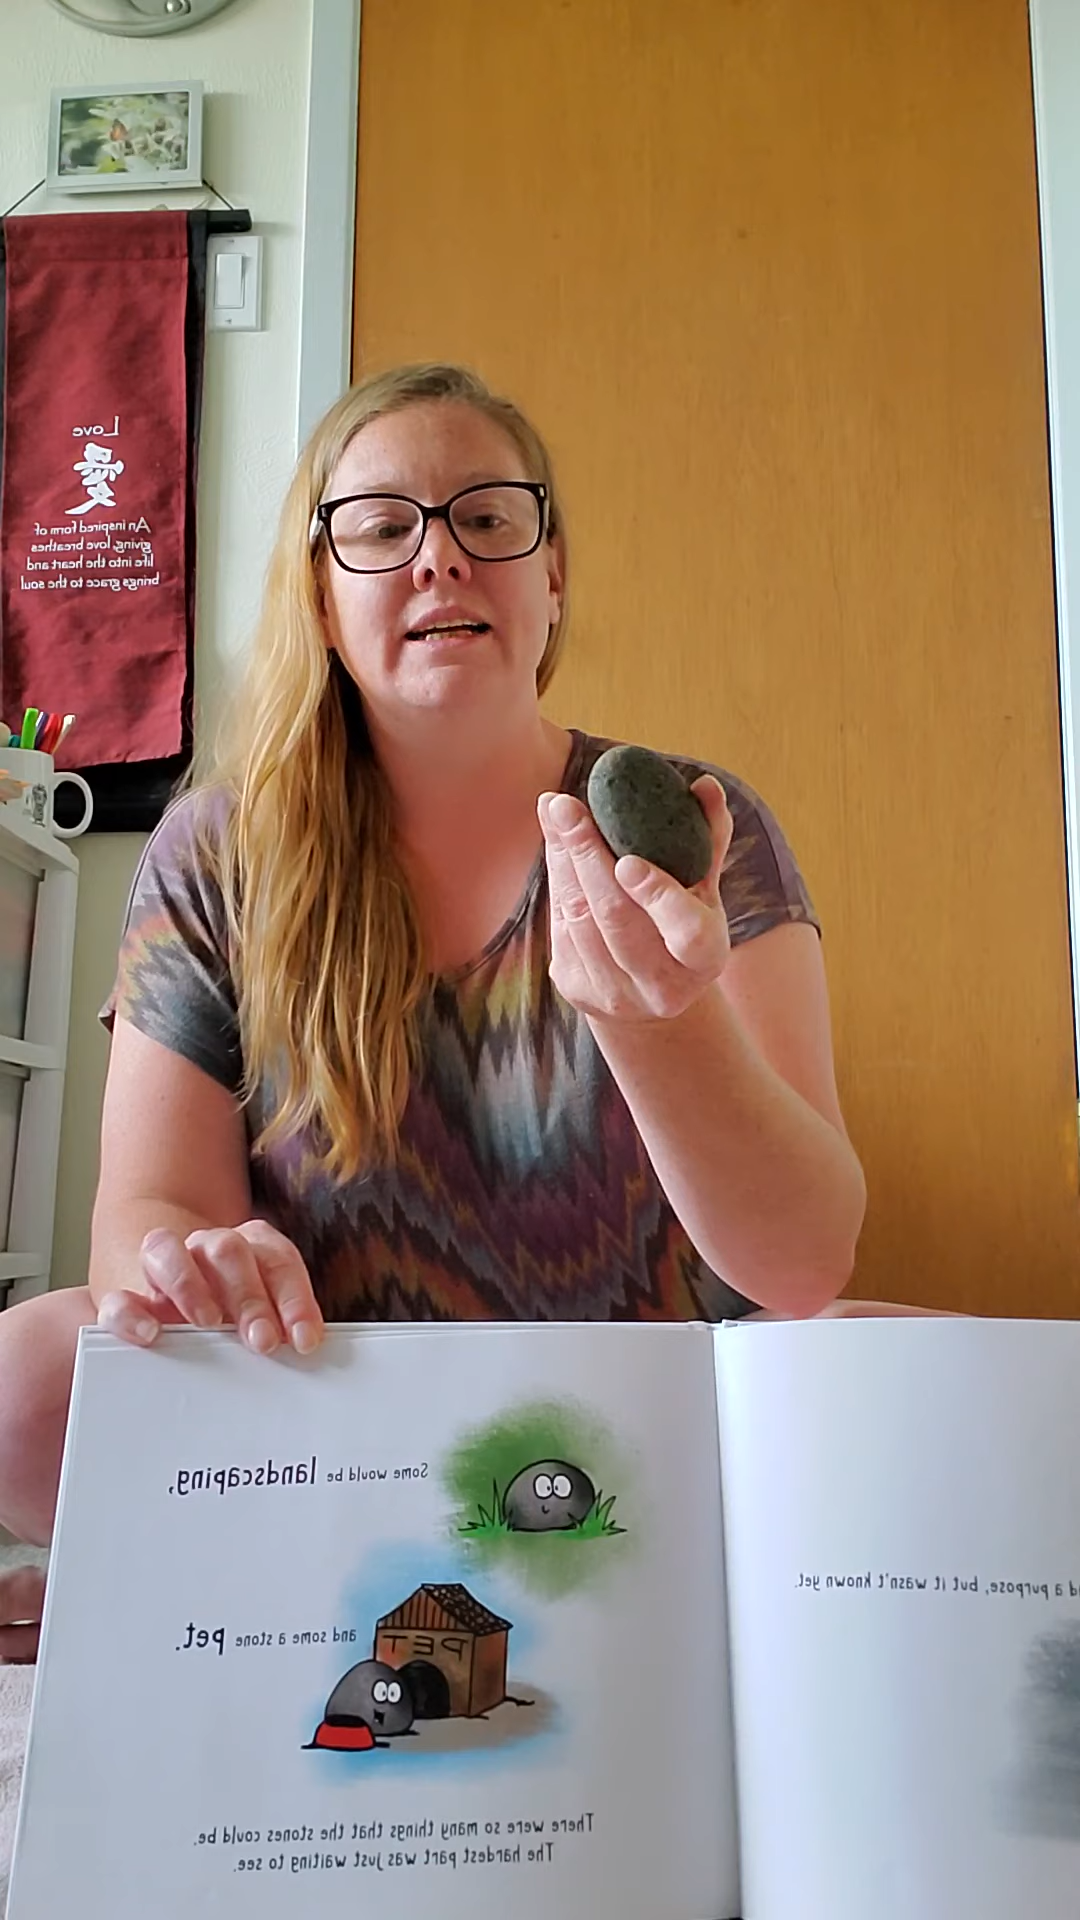 Love
愛
An inspired form of
giving, love breathes
life into the heart and
brings grace to the soul
Some would be landscaping,
PET
and some a stone pet.
There were so many things that the stones could be.
The hardest part was just waiting to see.
a purpose, but it wasn't known yet.